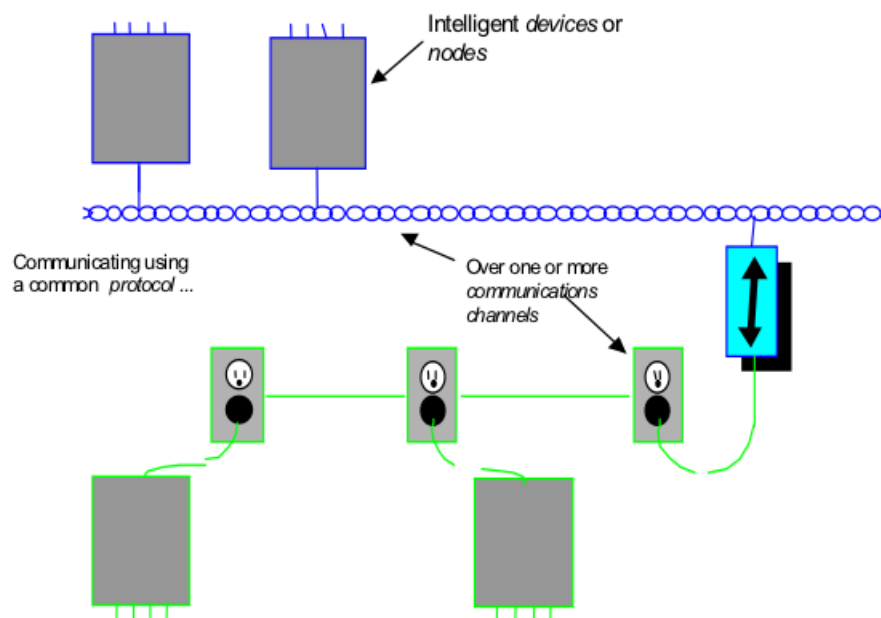 Intelligent devices or
nodes
Communicating using
a common protocol ...
Over one or more
communications
channels